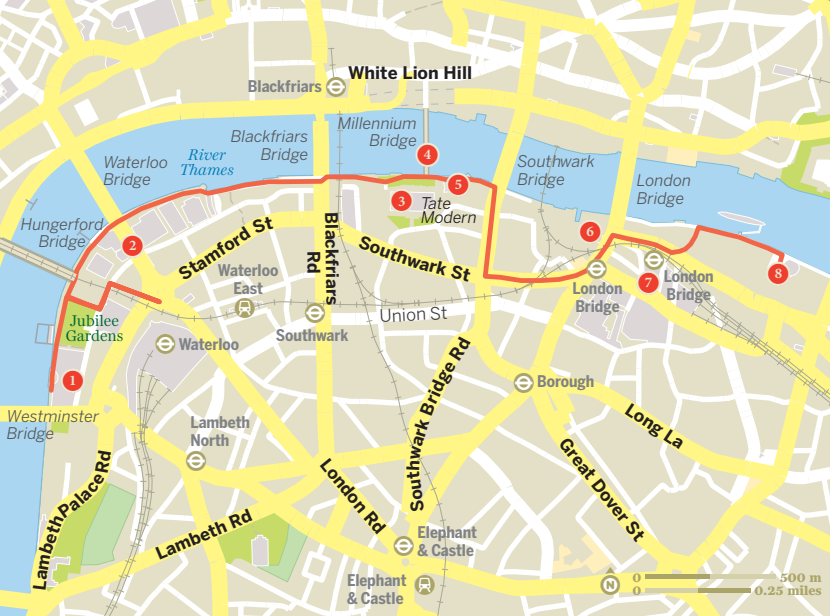 White Lion Hill
Blackfriars
Millennium
Bridge
Blackfriars
Bridge
River
Thames
Waterloo
Bridge
4
Southwark
Bridge
London
Bridge
5
3
Tate
Modern
Hungerford
Bridge
2
Stamford St
Blackfriars
Rd
Southwark St
6
7
8
London
Bridge
London
Bridge
Waterloo
East
Union St
Southwark
Jubilee
Gardens
Waterloo
1
Westminster
Bridge
Borough
Southwark Bridge Rd
Long La
Lambeth
North
Great Dover St
London Rd
Lambeth Palace Rd
Lambeth Rd
Elephant
& Castle
Elephant
& Castle
N
0 500 m
0 0.25 miles